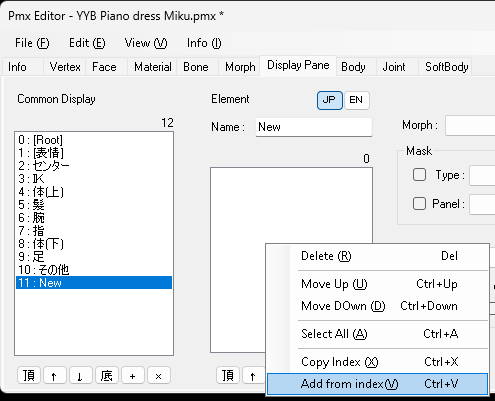 Pmx Editor - YYB Piano dress Miku.pmx *
File (F) Edit (E) View (V) Info (I)
Info Vertex Face Material Bone Morph Display Pane Body Joint SoftBody
Common Display
12
0 : [Root]
1 : [表情]
2 : センター
3 : IK
4 : 体(上)
5 : 髪
6 : 腕
7 : 指
8 : 体(下)
9 : 足
10 : その他
11 : New
頂 ↑ ↓ 底 + ×
Element JP EN
Name : New
0
頂 ↑
Morph :
Mask
Type :
Panel :
Delete (R) Del
Move Up (U) Ctrl+Up
Move DOwn (D) Ctrl+Down
Select All (A) Ctrl+A
Copy Index (X) Ctrl+X
Add from index(V) Ctrl+V